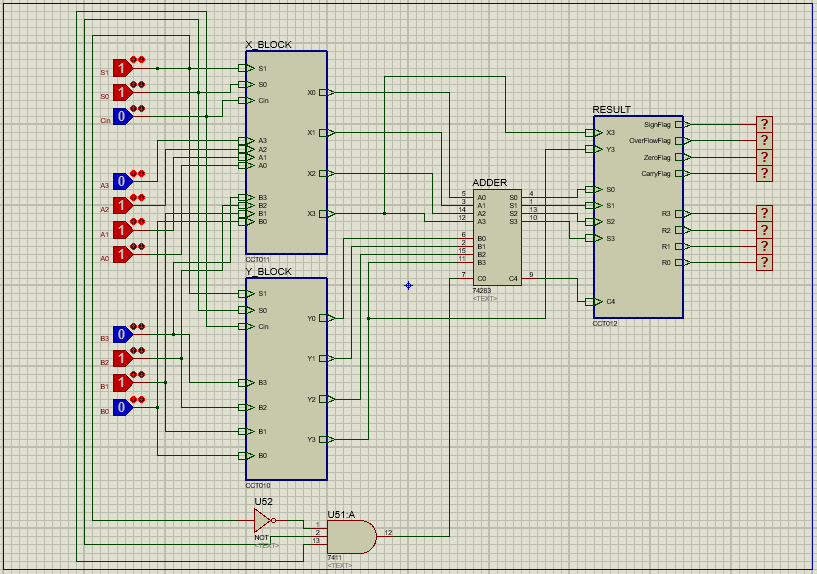 X_BLOCK
S1 1 S1
S0 1 S0
Cin 0 Cin
X0
X1
A3
A2
A1
A0
X2
A3 0
A2 1
A1 1
A0 1
B3
B2
B1
B0
X3
CCT011
Y_BLOCK
S1
S0
Cin
Y0
B3 0
B2 1
B1 1
B0 0
Y1
B3
Y2
B2
B1
Y3
B0
CCT010
U52
NOT
<TEXT>
U51:A
1
2
13
12
7411
<TEXT>
ADDER
5 A0 S0 4
3 A1 S1 1
14 A2 S2 13
12 A3 S3 10
6 B0
2 B1
15 B2
11 B3
7 C0 C4 9
74283
<TEXT>
RESULT
X3 SignFlag ?
OverFlowFlag ?
Y3 ZeroFlag ?
CarryFlag ?
S0
S1
R3 ?
S2 R2 ?
S3 R1 ?
R0 ?
C4
CCT012